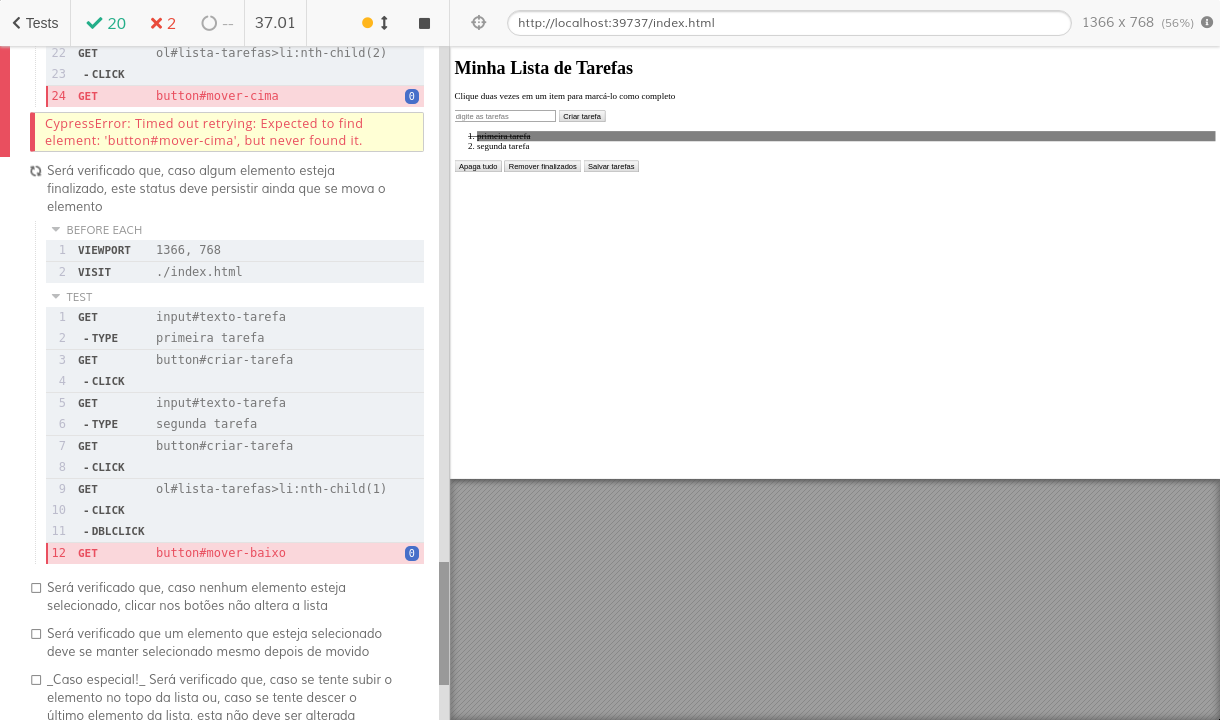 Tests
20
2
--
37.01
http://localhost:39737/index.html
1366 x 768 (56%)
22 GET ol#lista-tarefas>li:nth-child(2)
23 - CLICK
24 GET button#mover-cima 0
CypressError: Timed out retrying: Expected to find
element: 'button#mover-cima', but never found it.
Será verificado que, caso algum elemento esteja
finalizado, este status deve persistir ainda que se mova o
elemento
BEFORE EACH
1 VIEWPORT 1366, 768
2 VISIT ./index.html
TEST
1 GET input#texto-tarefa
2 - TYPE primeira tarefa
3 GET button#criar-tarefa
4 - CLICK
5 GET input#texto-tarefa
6 - TYPE segunda tarefa
7 GET button#criar-tarefa
8 - CLICK
9 GET ol#lista-tarefas>li:nth-child(1)
10 - CLICK
11 - DBLCLICK
12 GET button#mover-baixo 0
Será verificado que, caso nenhum elemento esteja
selecionado, clicar nos botões não altera a lista
Será verificado que um elemento que esteja selecionado
deve se manter selecionado mesmo depois de movido
_Caso especial!_ Será verificado que, caso se tente subir o
elemento no topo da lista ou, caso se tente descer o
último elemento da lista, esta não deve ser alterada
Minha Lista de Tarefas
Clique duas vezes em um item para marcá-lo como completo
digite as tarefas Criar tarefa
1. primeira tarefa
2. segunda tarefa
Apaga tudo Remover finalizados Salvar tarefas